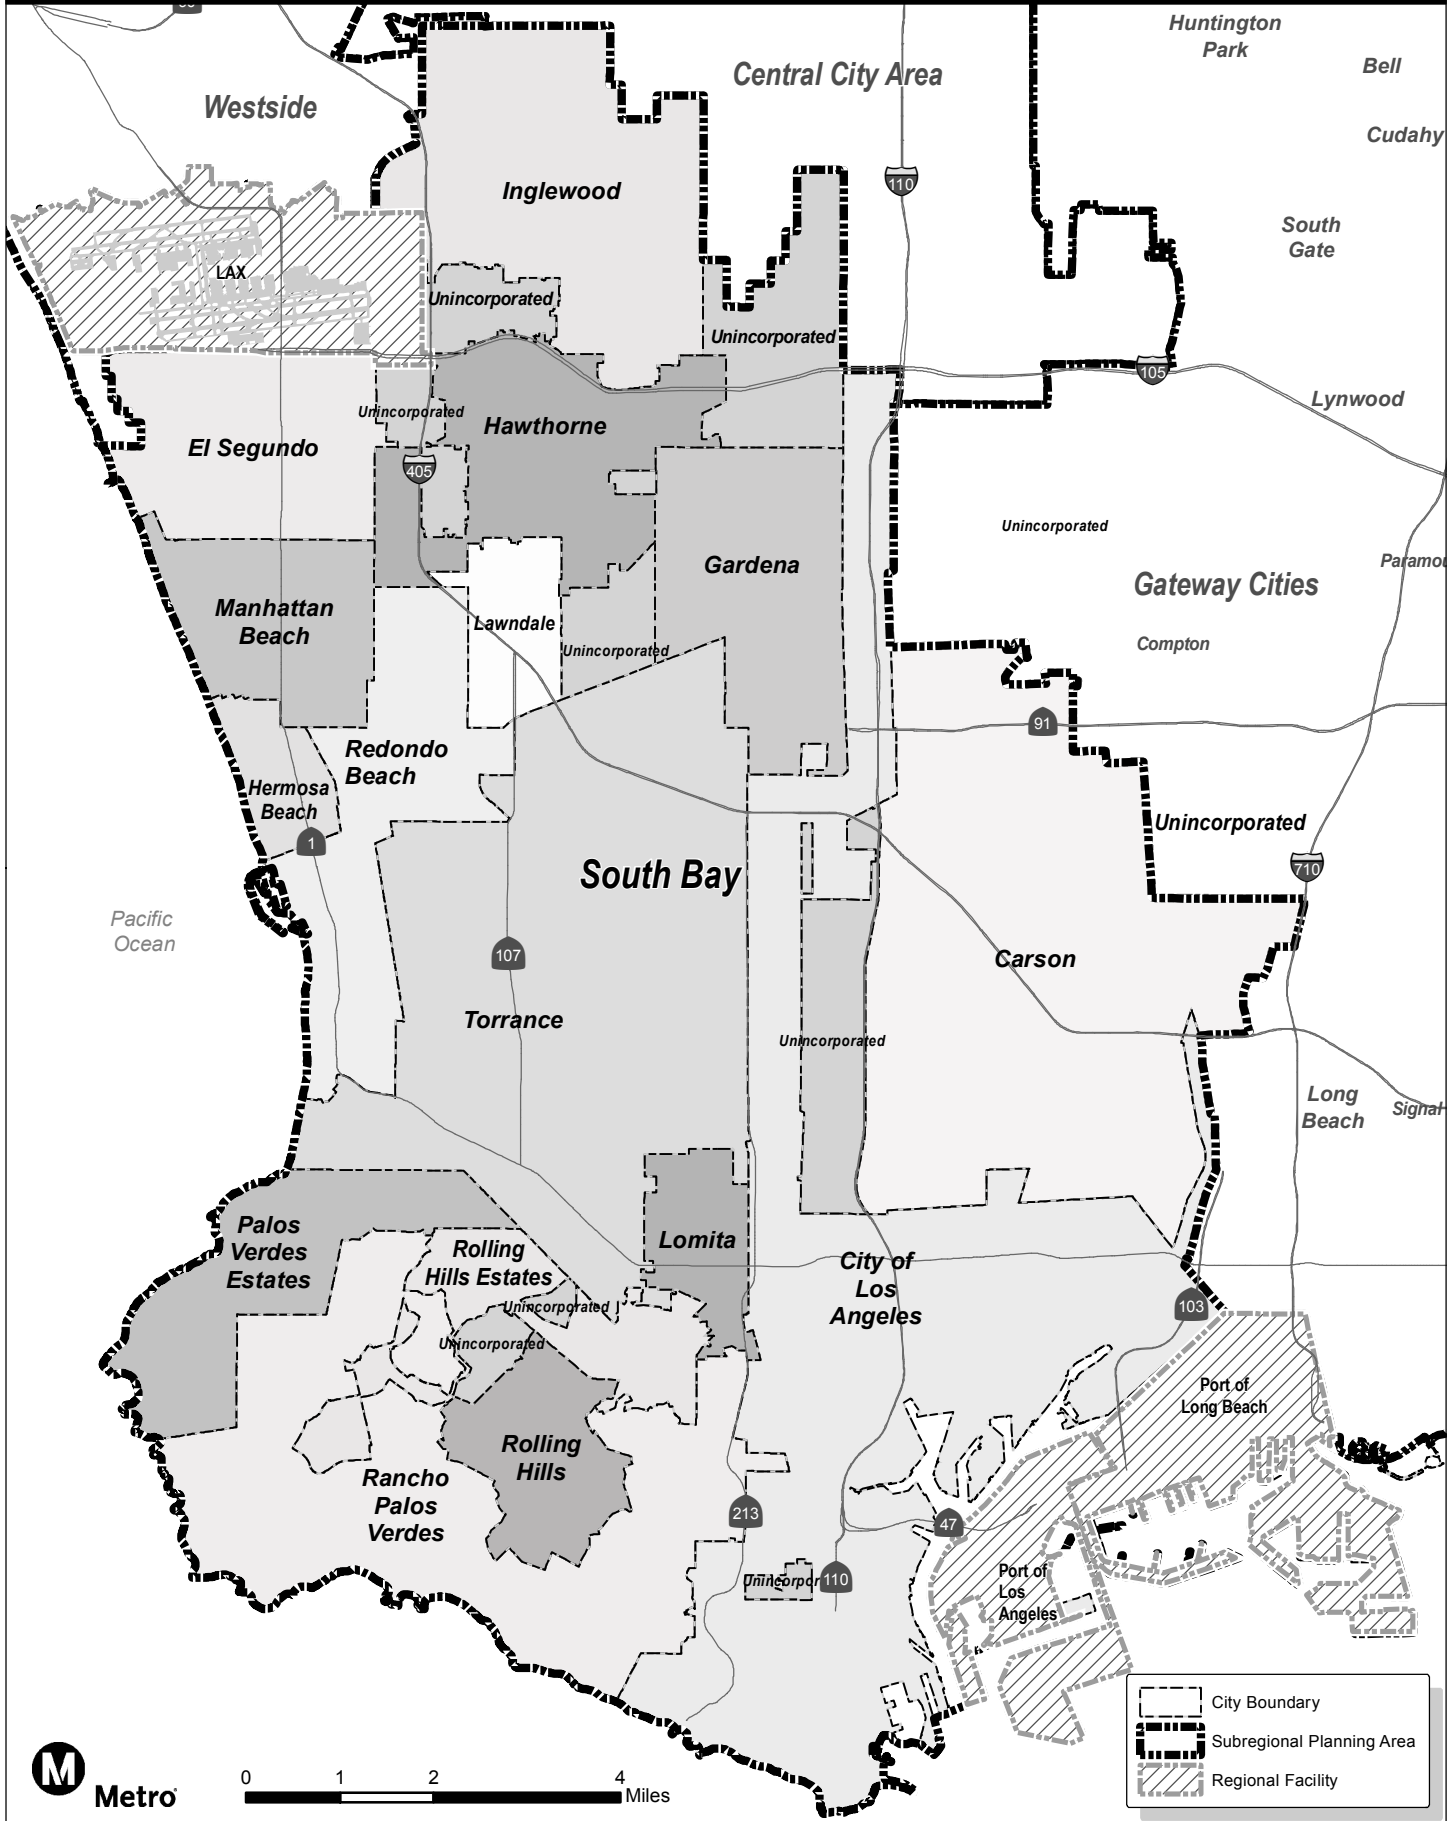 Huntington
Park
Bell
Central City Area
Westside
Cudahy
110
Inglewood
South
Gate
LAX
Unincorporated
Unincorporated
105
Lynwood
Unincorporated
Hawthorne
El Segundo
405
Unincorporated
Gardena
Paramou
Gateway Cities
Manhattan
Beach
Lawndale
Compton
Unincorporated
91
Redondo
Beach
Hermosa
Beach
Unincorporated
1
South Bay
710
Pacific
Ocean
107
Carson
Torrance
Unincorporated
Long
Beach
Signal
Palos
Verdes
Estates
Lomita
Rolling
Hills Estates
City of
Los
Angeles
Unincorporated
103
Unincorporated
Port of
Long Beach
Rolling
Hills
Rancho
Palos
Verdes
213
47
Unincorpor
110
Port of
Los
Angeles
City Boundary
Subregional Planning Area
Regional Facility
M
Metro
0 1 2 4
Miles